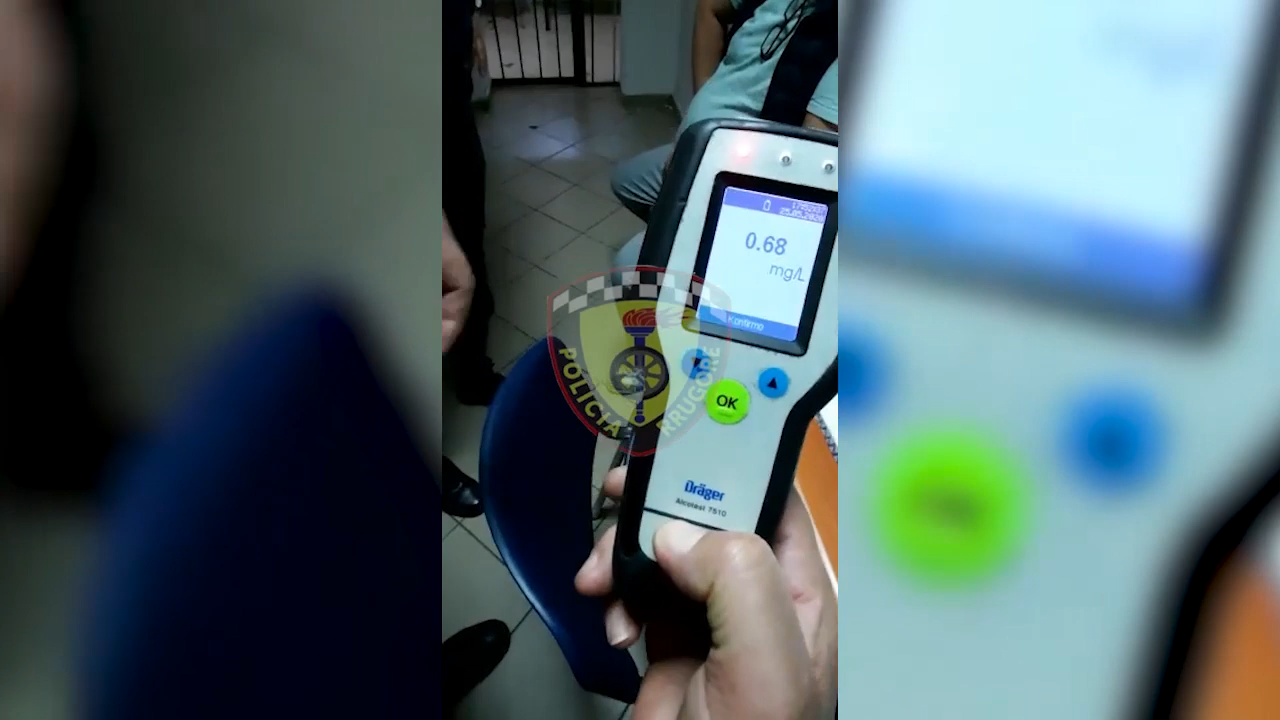 0.68
mg/L
Konfirmo
OK
Dräger
Alcotest 7510
POLICIA RRUGORE